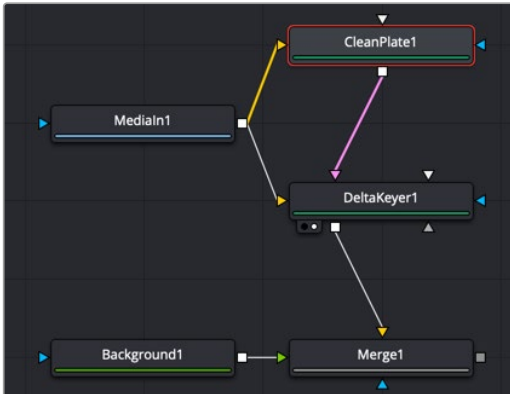 CleanPlate1
MediaIn1
DeltaKeyer1
Background1
Merge1